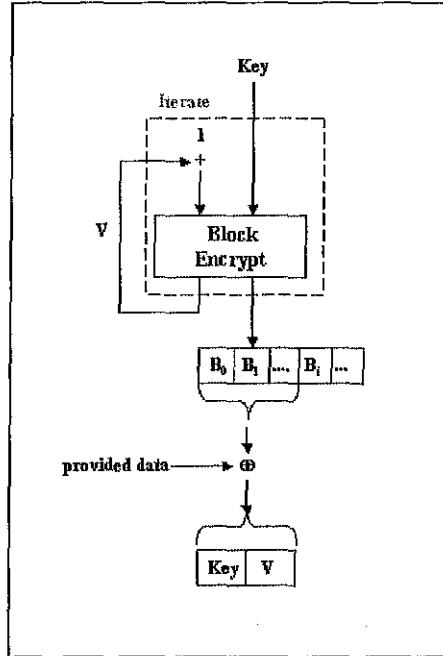 Key
Iterate
1
+
V
Block
Encrypt
B₀ B₁ .... Bᵢ ...
provided data ⊕
Key V